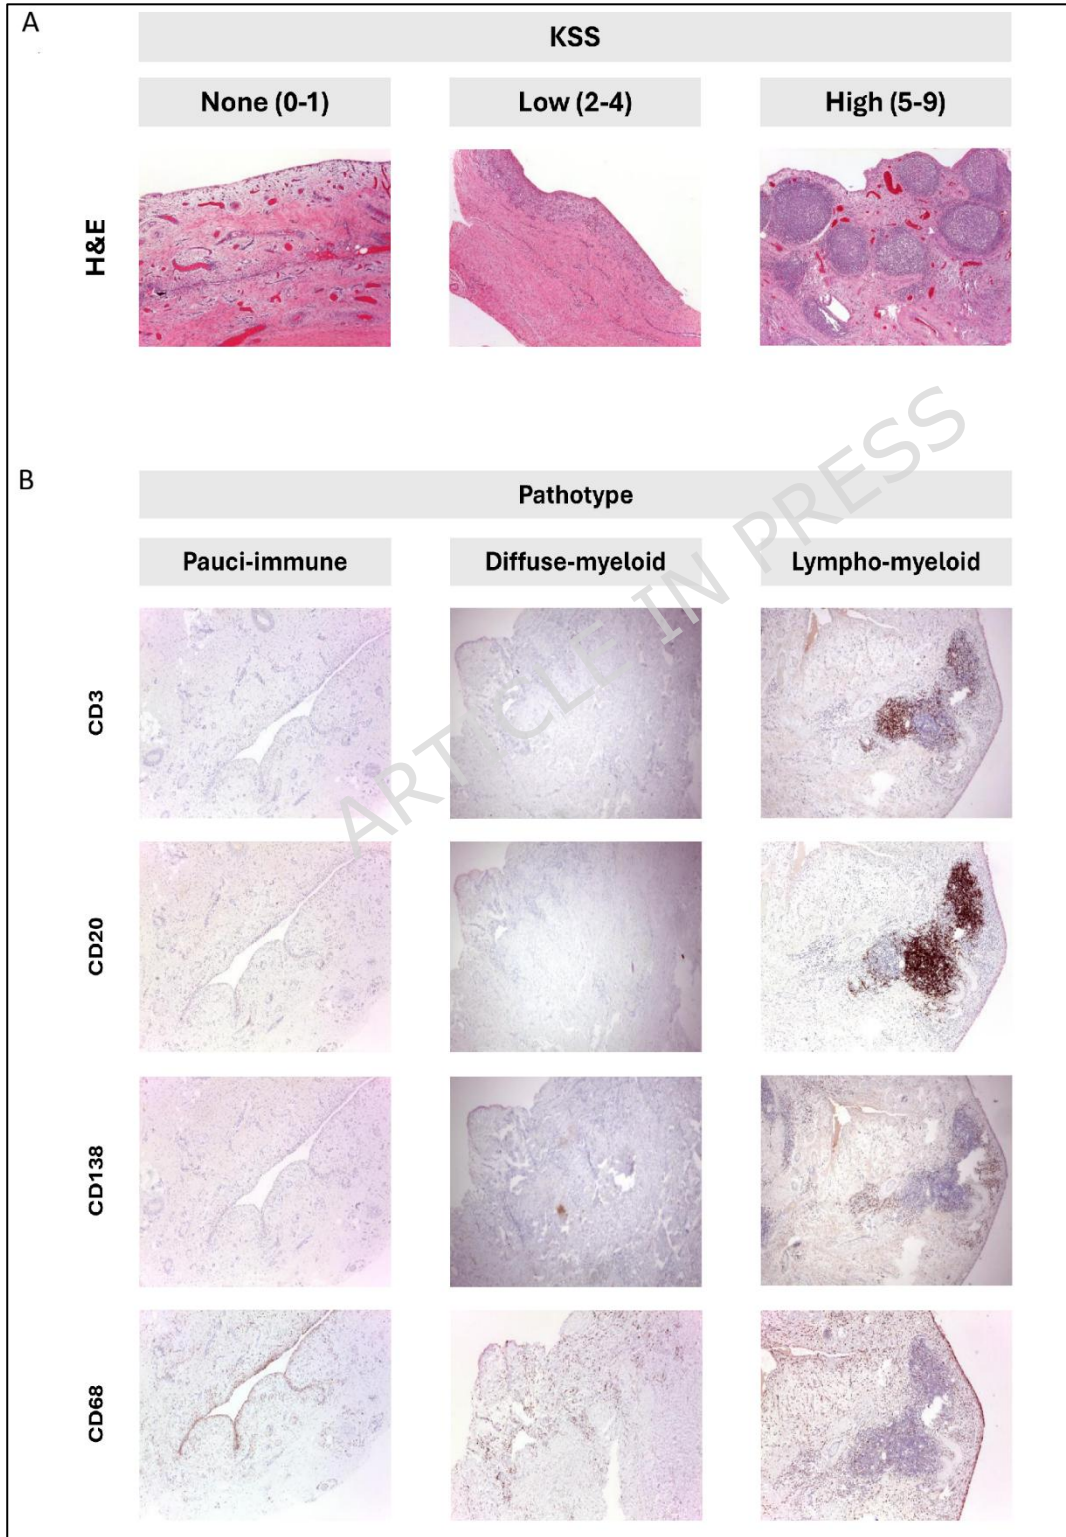 A
KSS
None (0-1)
Low (2-4)
High (5-9)
H&E
B
Pathotype
Pauci-immune
Diffuse-myeloid
Lympho-myeloid
CD3
CD20
CD138
CD68
ARTICLE IN PRESS